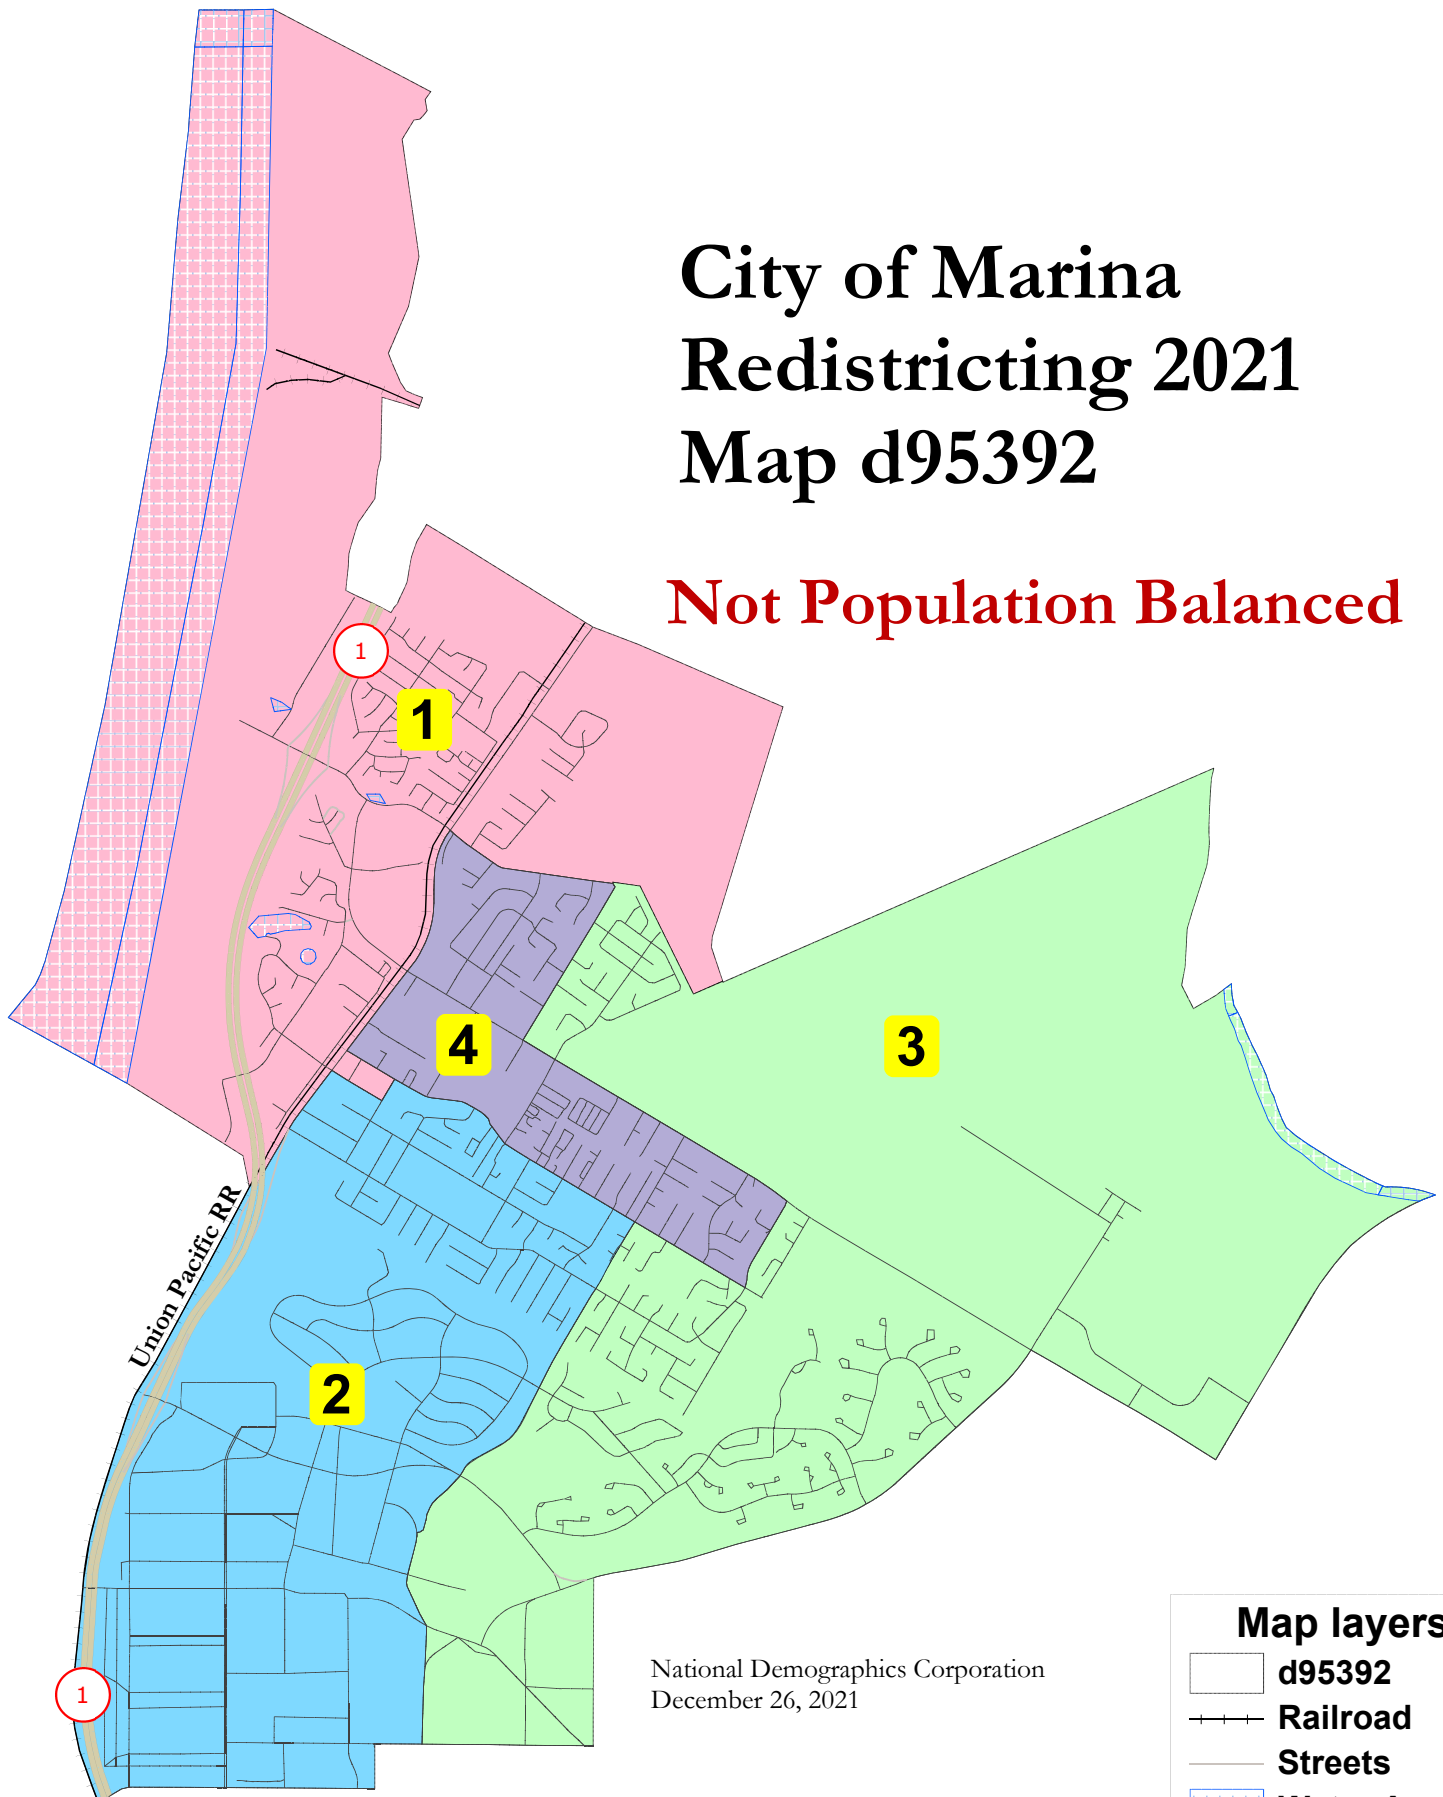 City of Marina
Redistricting 2021
Map d95392
Not Population Balanced
1
1
4
3
Union Pacific RR
2
1
National Demographics Corporation
December 26, 2021
Map layers
d95392
Railroad
Streets